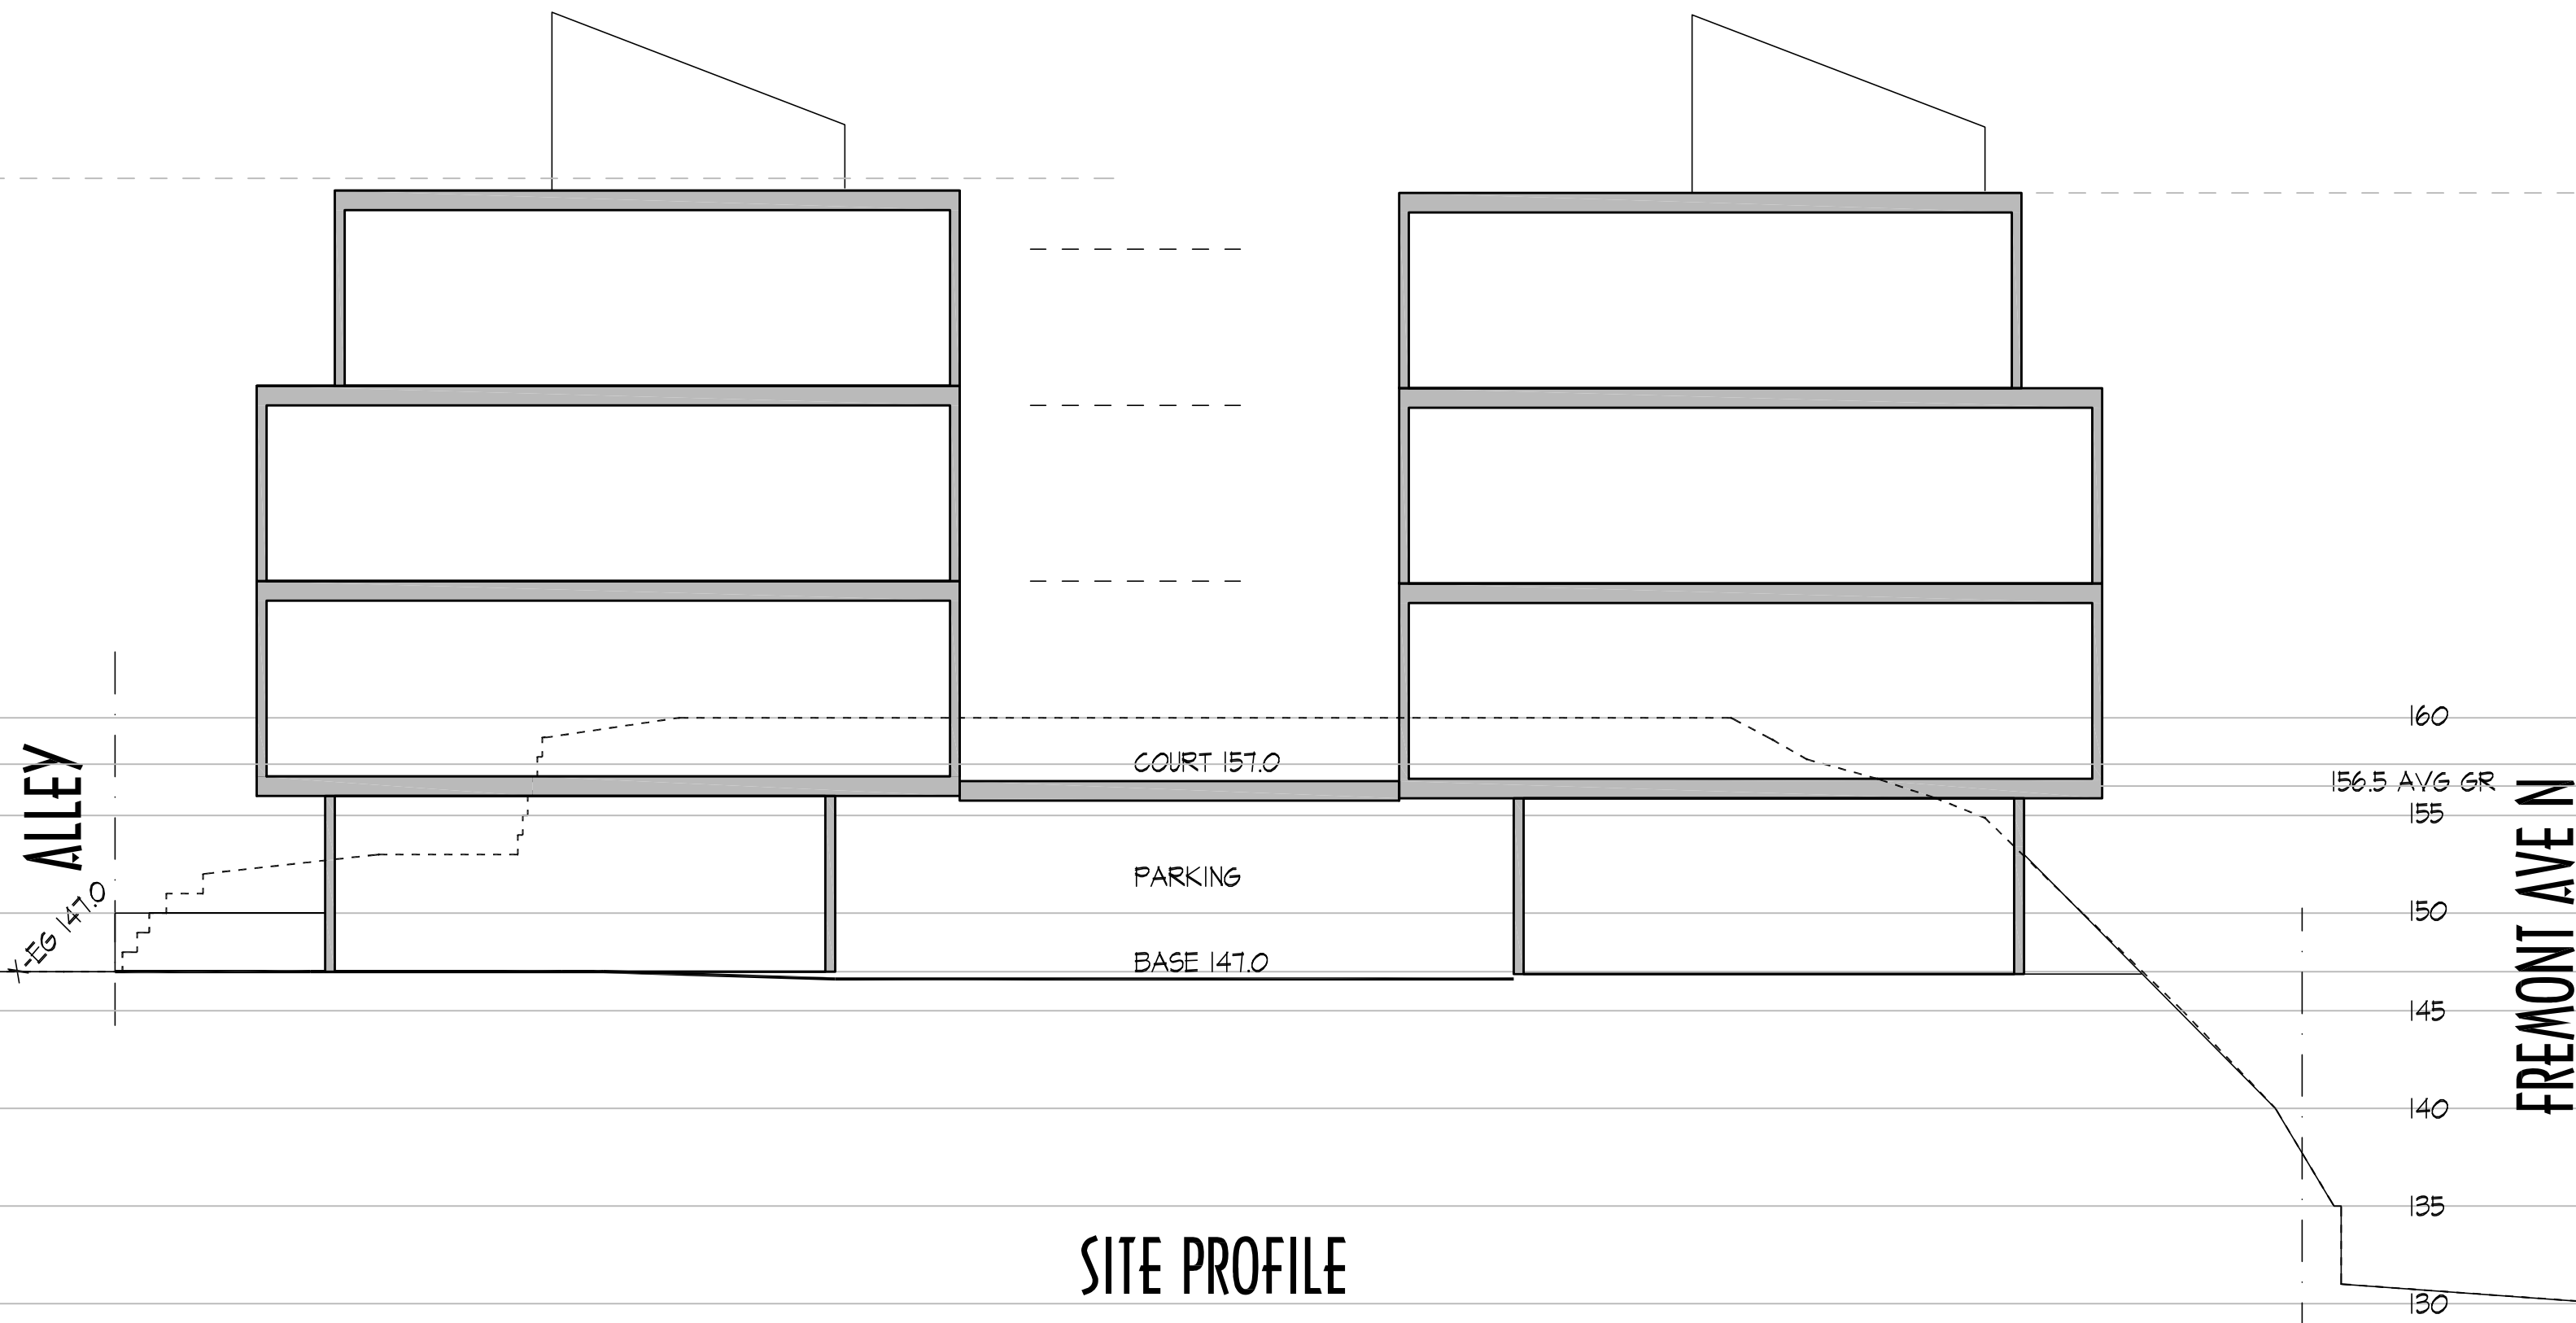 ALLEY
X-EG 147.0
COURT 157.0
PARKING
BASE 147.0
160
156.5 AVG GR
155
150
145
140
135
130
FREMONT AVE N
SITE PROFILE